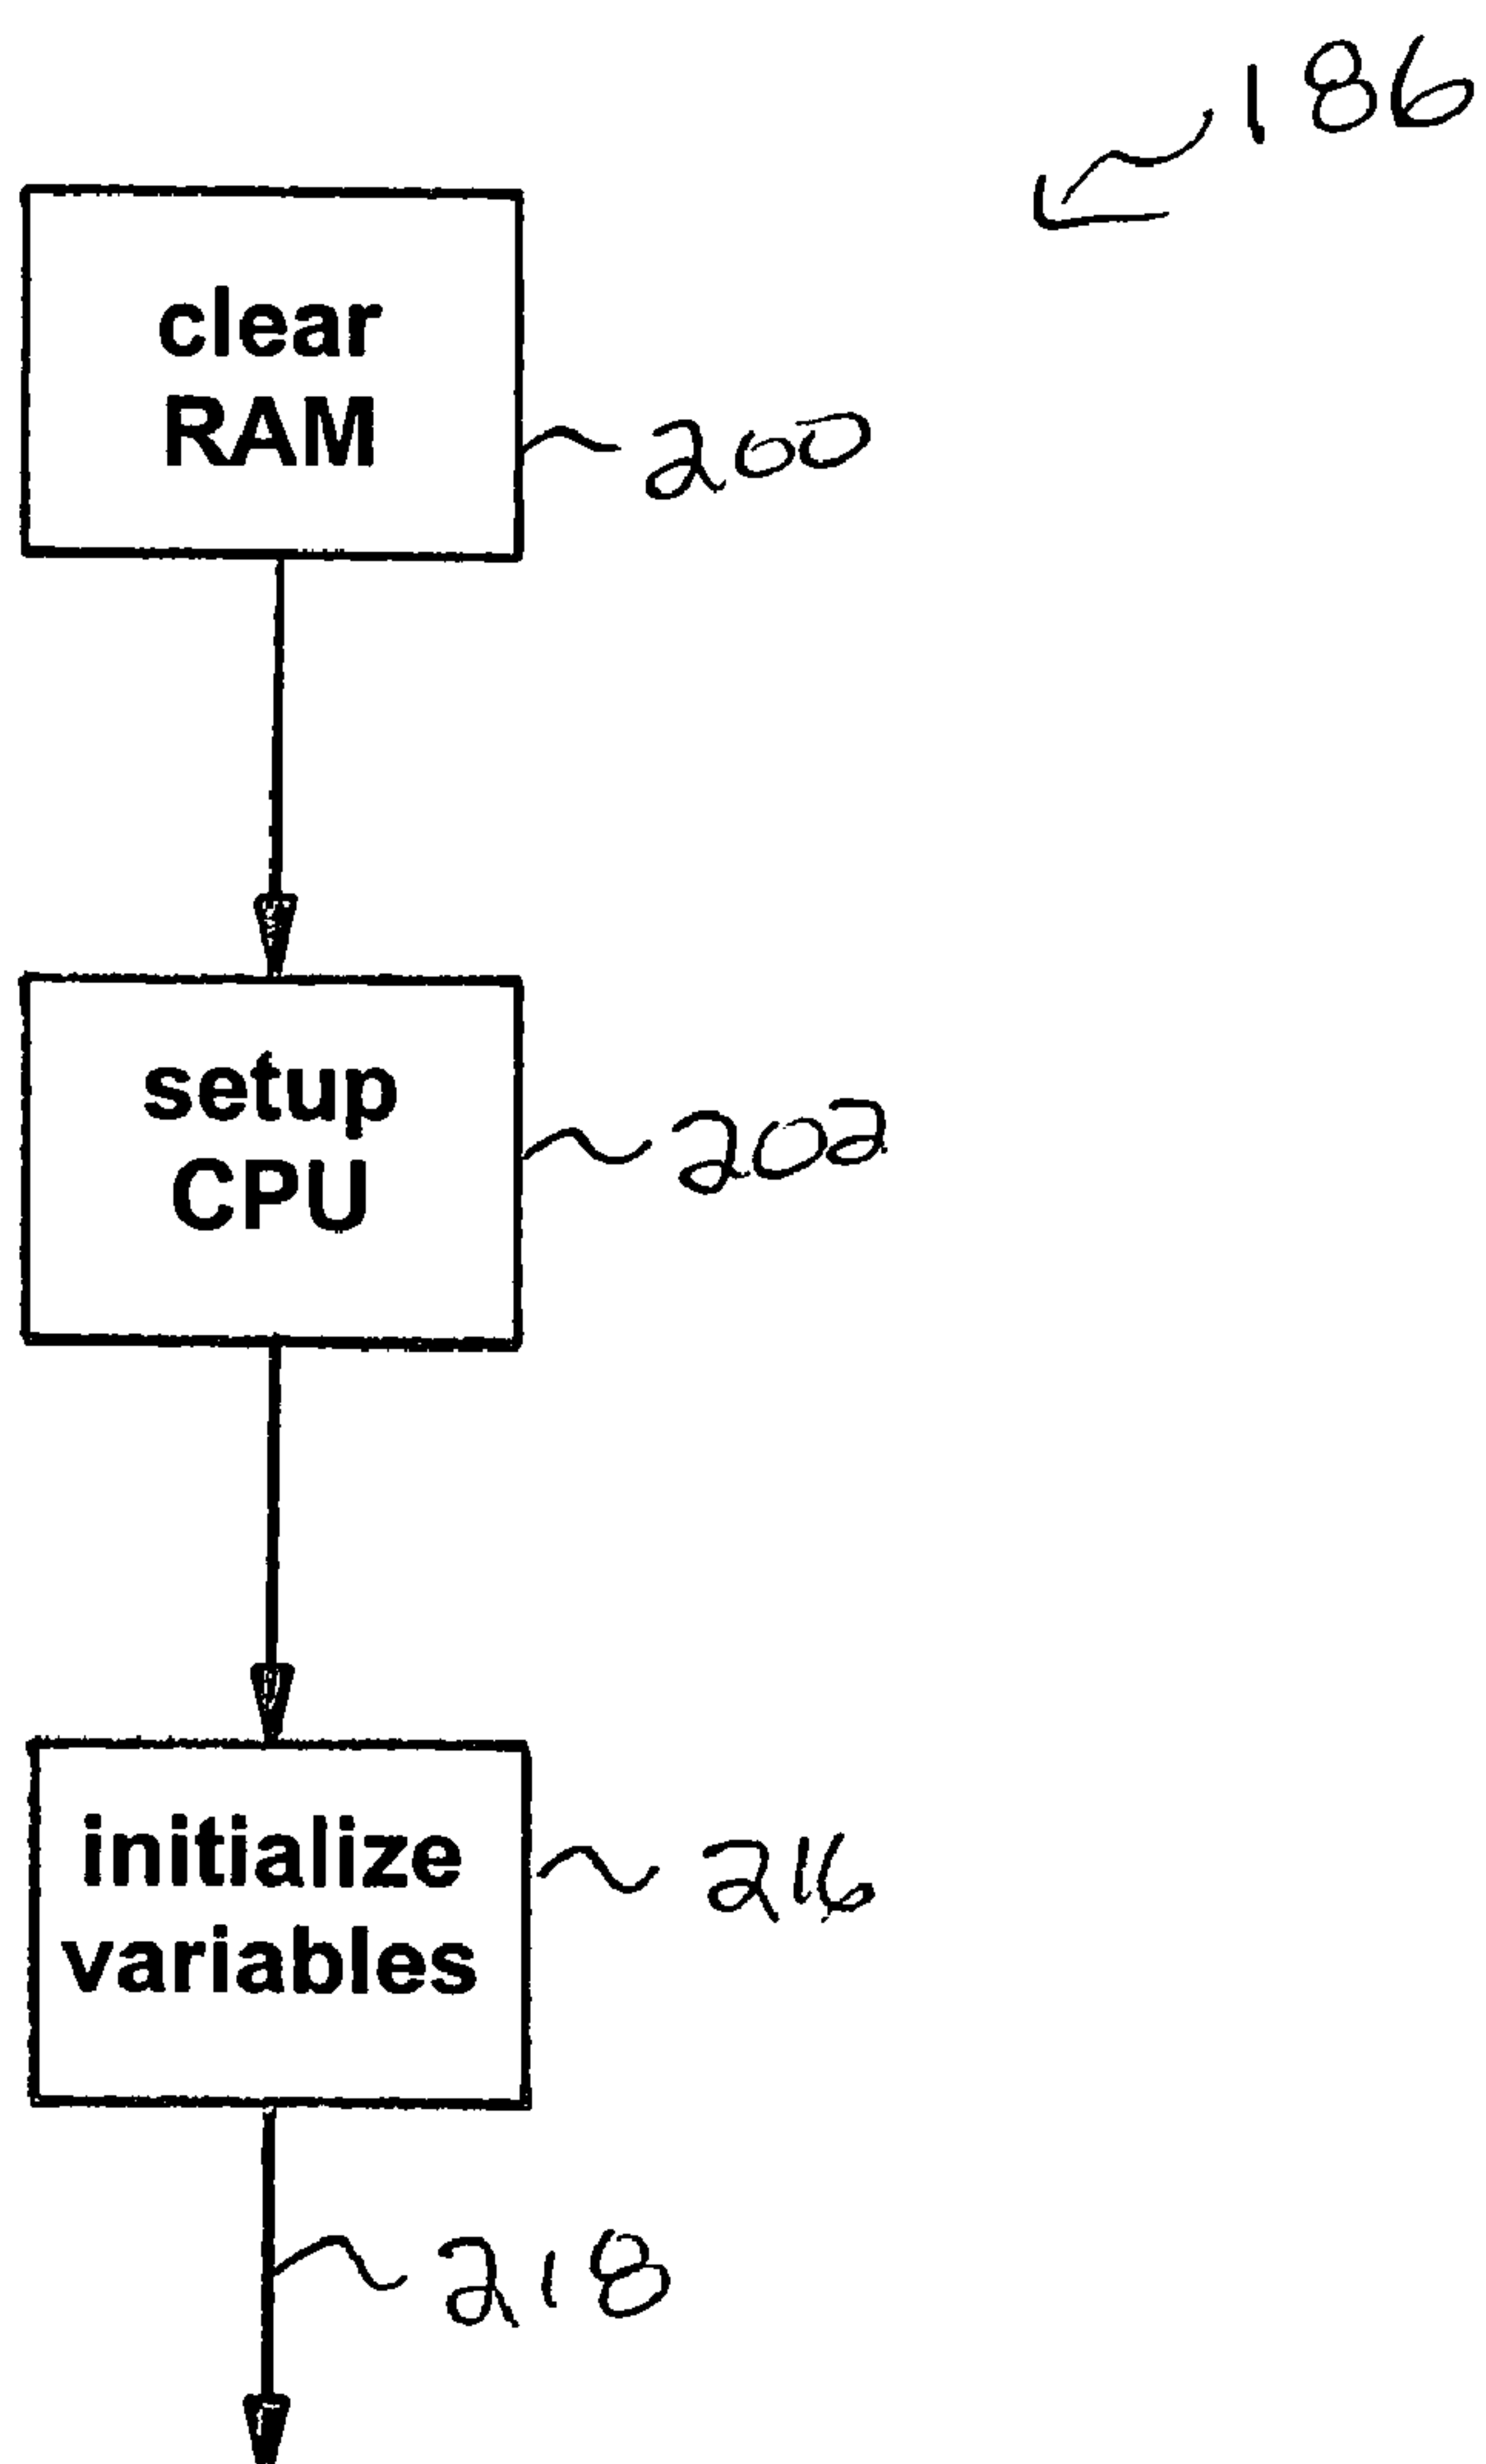 186
clear
RAM
200
setup
CPU
202
initialize
variables
216
218